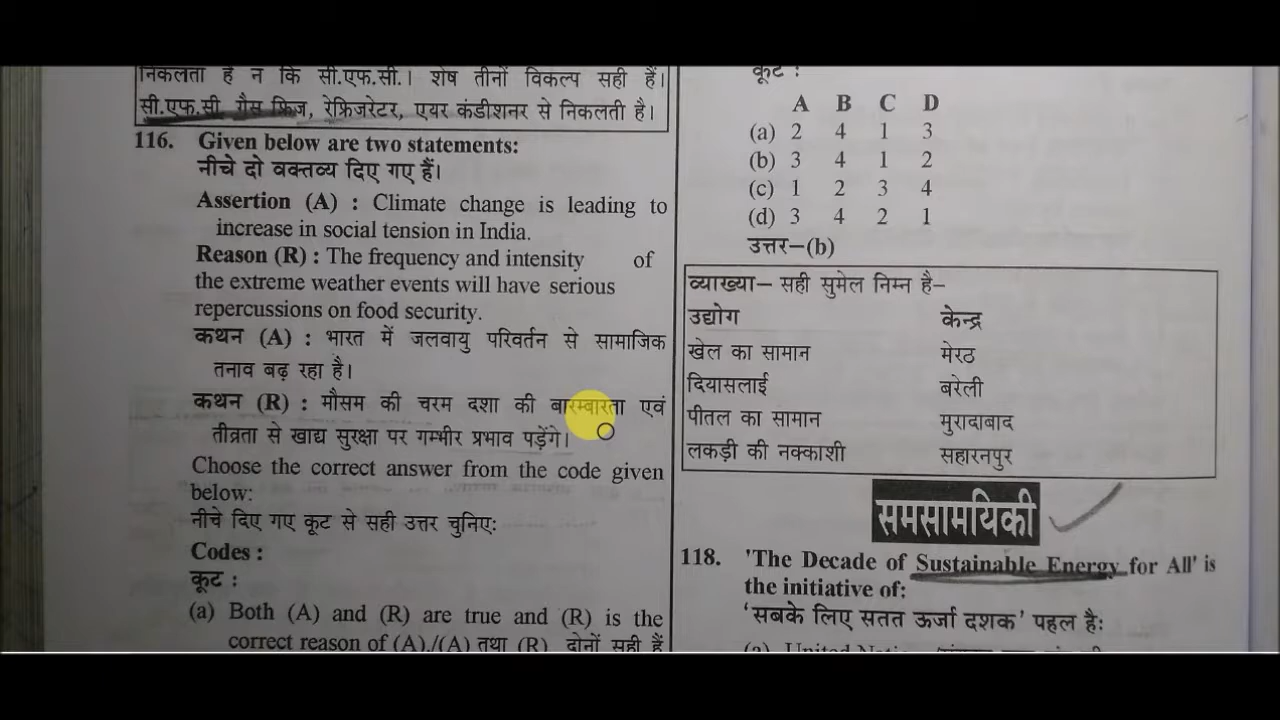 निकलता है न कि सी.एफ.सी.। शेष तीनों विकल्प सही हैं।
सी.एफ.सी गैस फ्रिज, रेफ्रिजरेटर, एयर कंडीशनर से निकलती है।
116. Given below are two statements:
नीचे दो वक्तव्य दिए गए हैं।
Assertion (A) : Climate change is leading to
increase in social tension in India.
Reason (R) : The frequency and intensity of
the extreme weather events will have serious
repercussions on food security.
कथन (A) : भारत में जलवायु परिवर्तन से सामाजिक
तनाव बढ़ रहा है।
कथन (R) : मौसम की चरम दशा की बारम्बारता एवं
तीव्रता से खाद्य सुरक्षा पर गम्भीर प्रभाव पड़ेंगे।
Choose the correct answer from the code given
below:
नीचे दिए गए कूट से सही उत्तर चुनिए:
Codes :
कूट :
(a) Both (A) and (R) are true and (R) is the
correct reason of (A)./(A) तथा (R) दोनों सही हैं
कूट :
A B C D
(a) 2 4 1 3
(b) 3 4 1 2
(c) 1 2 3 4
(d) 3 4 2 1
उत्तर–(b)
व्याख्या– सही सुमेल निम्न है–
उद्योग केन्द्र
खेल का सामान मेरठ
दियासलाई बरेली
पीतल का सामान मुरादाबाद
लकड़ी की नक्काशी सहारनपुर
समसामयिकी
118. 'The Decade of Sustainable Energy for All' is
the initiative of:
‘सबके लिए सतत ऊर्जा दशक’ पहल है:
(a) United